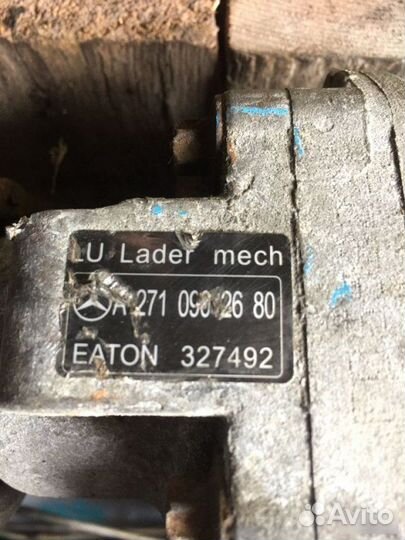 LU Lader mech
A 271 090 26 80
EATON 327492
Avito